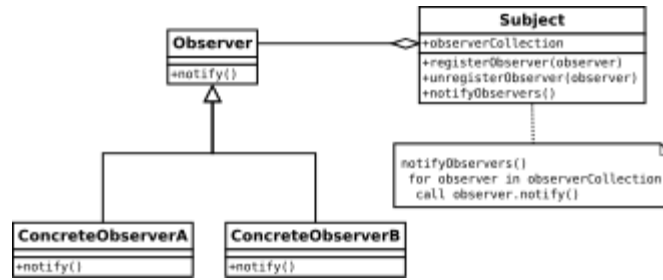 Observer
+notify()
Subject
+observerCollection
+registerObserver(observer)
+unregisterObserver(observer)
+notifyObservers()
notifyObservers()
for observer in observerCollection
call observer.notify()
ConcreteObserverA
+notify()
ConcreteObserverB
+notify()